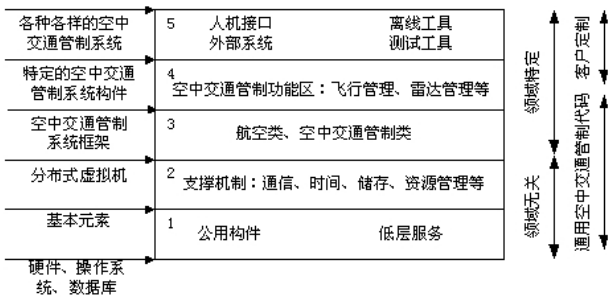 各种各样的空中
交通管制系统
5 人机接口 离线工具
外部系统 测试工具
特定的空中交通
管制系统构件
4
空中交通管制功能区：飞行管理、雷达管理等
空中交通管制
系统框架
3
航空类、空中交通管制类
分布式虚拟机
2
支撑机制：通信、时间、储存、资源管理等
基本元素
1
公用构件 低层服务
硬件、操作系
统、数据库
领域特定
领域无关
客户定制
通用空中交通管制代码